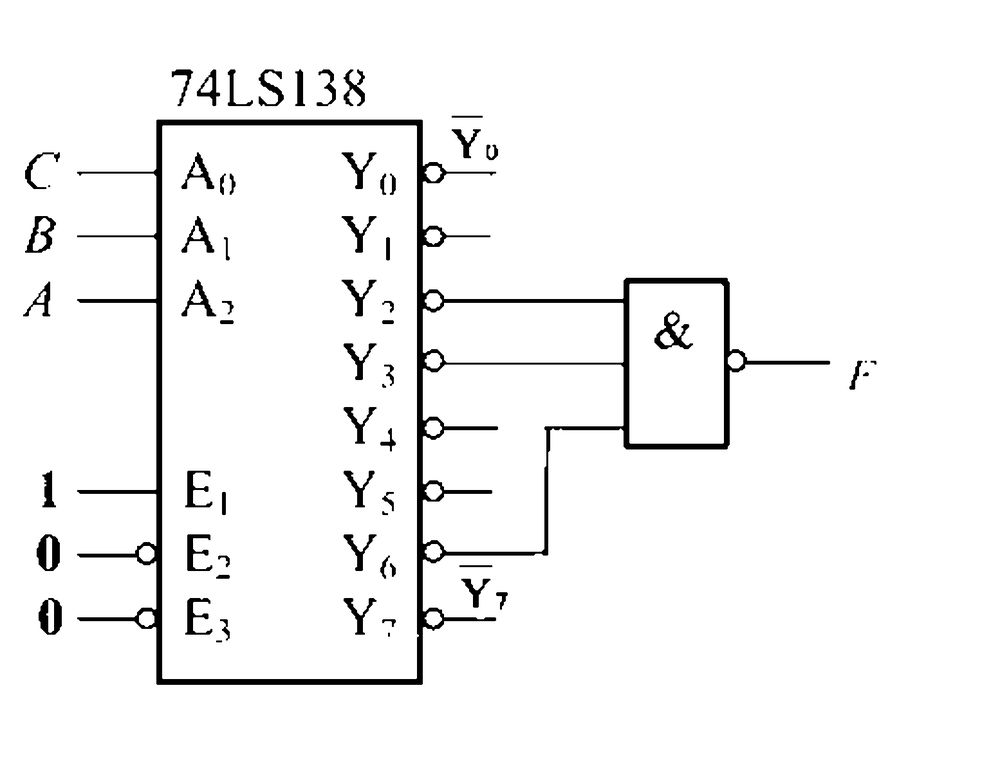 74LS138
Y̅₀
C A₀ Y₀
B A₁ Y₁
A A₂ Y₂
&
Y₃
F
Y₄
1 E₁ Y₅
0 E₂ Y₆
Y̅₇
0 E₃ Y₇